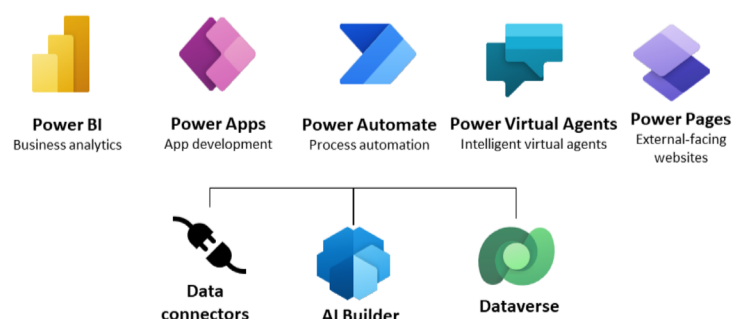 Power BI
Business analytics
Power Apps
App development
Power Automate
Process automation
Power Virtual Agents
Intelligent virtual agents
Power Pages
External-facing
websites
Data
connectors
AI Builder
Dataverse